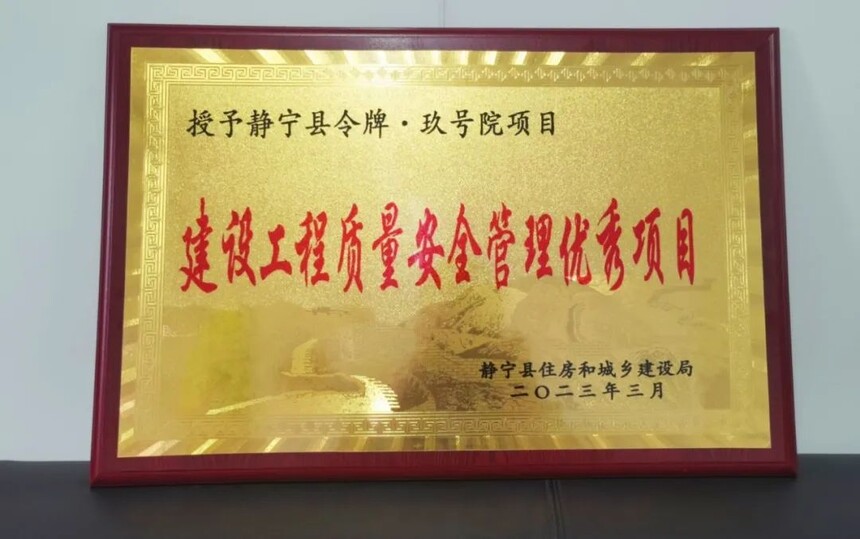 授予静宁县令牌·玖号院项目
建设工程质量安全管理优秀项目
静宁县住房和城乡建设局
二〇二三年三月